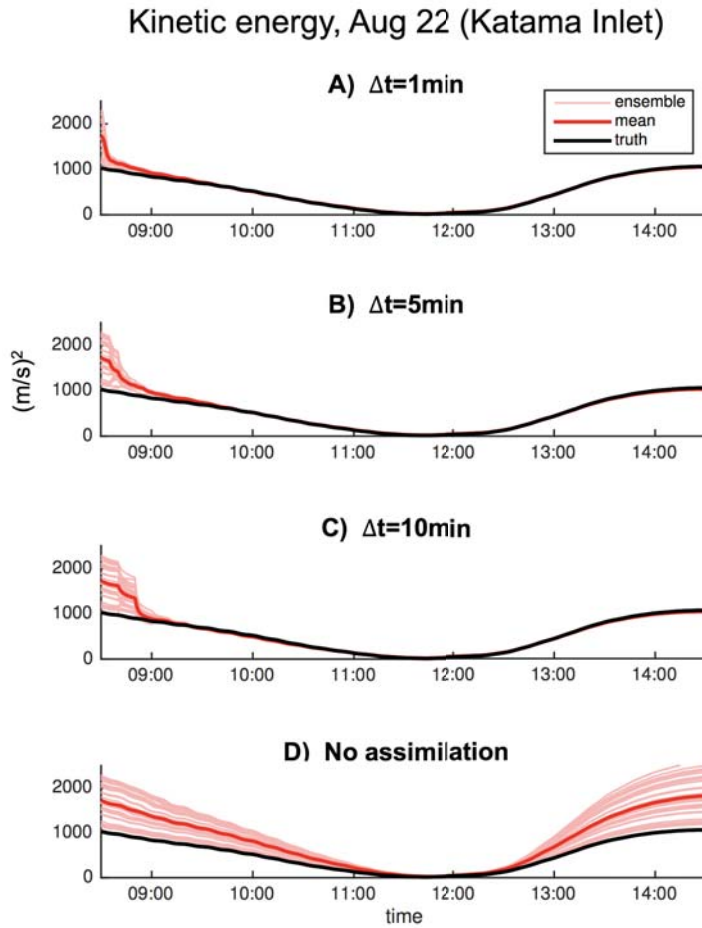 Kinetic energy, Aug 22 (Katama Inlet)
A) Δt=1min
ensemble
mean
truth
2000
1000
0
09:00 10:00 11:00 12:00 13:00 14:00
B) Δt=5min
(m/s)²
2000
1000
0
09:00 10:00 11:00 12:00 13:00 14:00
C) Δt=10min
2000
1000
0
09:00 10:00 11:00 12:00 13:00 14:00
D) No assimilation
2000
1000
0
09:00 10:00 11:00 12:00 13:00 14:00
time